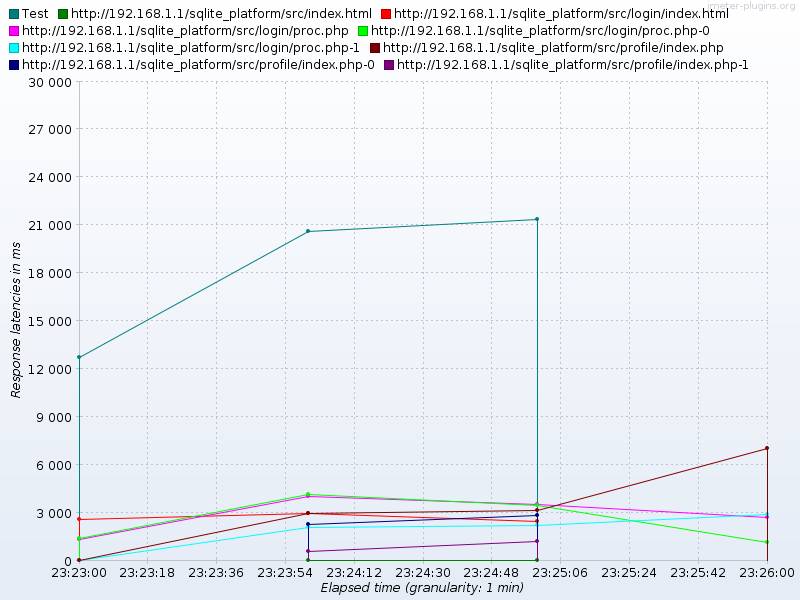 jmeter-plugins.org
Test http://192.168.1.1/sqlite_platform/src/index.html http://192.168.1.1/sqlite_platform/src/login/index.html
http://192.168.1.1/sqlite_platform/src/login/proc.php http://192.168.1.1/sqlite_platform/src/login/proc.php-0
http://192.168.1.1/sqlite_platform/src/login/proc.php-1 http://192.168.1.1/sqlite_platform/src/profile/index.php
http://192.168.1.1/sqlite_platform/src/profile/index.php-0 http://192.168.1.1/sqlite_platform/src/profile/index.php-1
30 000
27 000
24 000
21 000
18 000
15 000
12 000
9 000
6 000
3 000
0
Response latencies in ms
23:23:00 23:23:18 23:23:36 23:23:54 23:24:12 23:24:30 23:24:48 23:25:06 23:25:24 23:25:42 23:26:00
Elapsed time (granularity: 1 min)